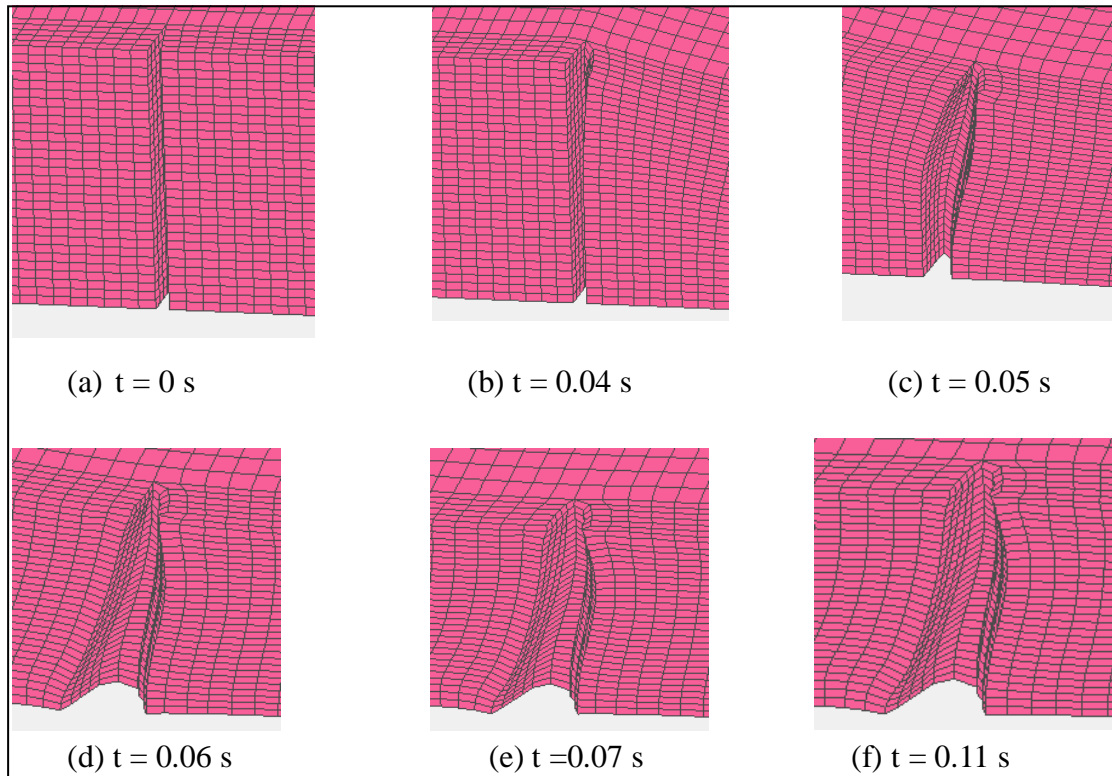 (a) t = 0 s
(b) t = 0.04 s
(c) t = 0.05 s
(d) t = 0.06 s
(e) t =0.07 s
(f) t = 0.11 s